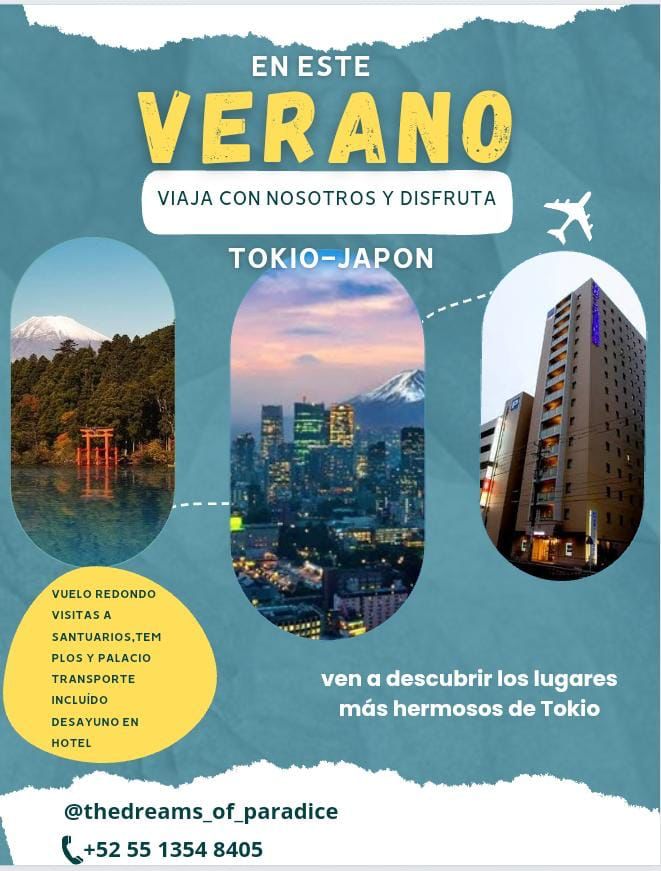 EN ESTE
VERANO
VIAJA CON NOSOTROS Y DISFRUTA
TOKIO-JAPON
VUELO REDONDO
VISITAS A
SANTUARIOS,TEM
PLOS Y PALACIO
TRANSPORTE
INCLUÍDO
DESAYUNO EN
HOTEL
ven a descubrir los lugares
más hermosos de Tokio
@thedreams_of_paradice
+52 55 1354 8405